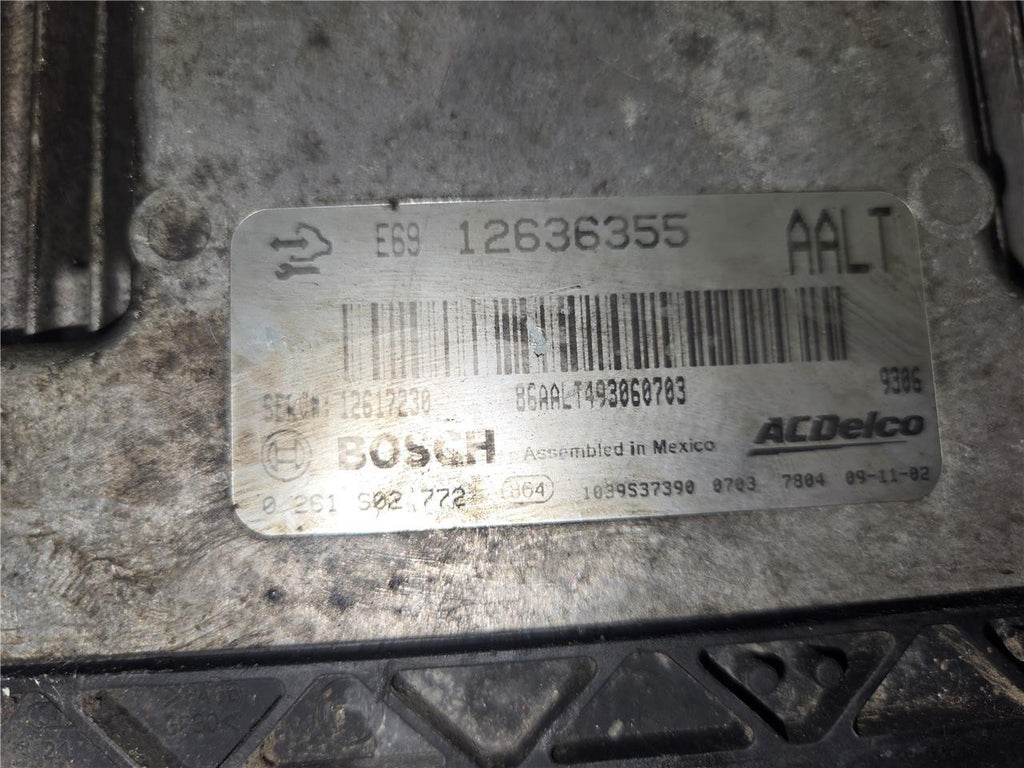 E69 12636355 AALT
12617230 86AALT493060703 9306
BOSCH Assembled in Mexico ACDelco
0 261 S02 772 864 1039S37390 0703 7804 09-11-02